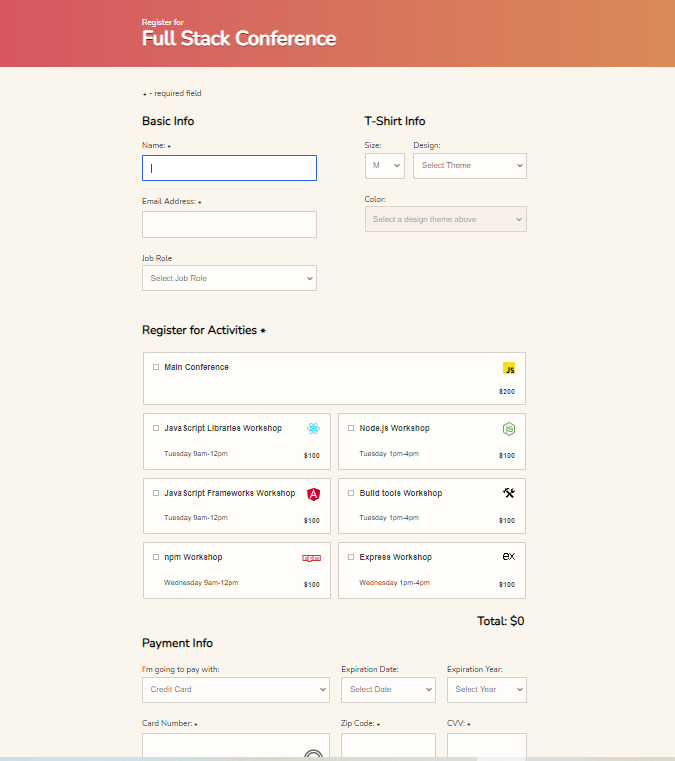 Register for
Full Stack Conference
* - required field
Basic Info
Name: *
Email Address: *
Job Role
Select Job Role
T-Shirt Info
Size:
Design:
M
Select Theme
Color:
Select a design theme above
Register for Activities *
Main Conference
JS
$200
JavaScript Libraries Workshop
Tuesday 9am-12pm
$100
Node.js Workshop
Tuesday 1pm-4pm
$100
JavaScript Frameworks Workshop
A
Tuesday 9am-12pm
$100
Build tools Workshop
Tuesday 1pm-4pm
$100
npm Workshop
npm
Wednesday 9am-12pm
$100
Express Workshop
ex
Wednesday 1pm-4pm
$100
Total: $0
Payment Info
I'm going to pay with:
Credit Card
Expiration Date:
Select Date
Expiration Year:
Select Year
Card Number: *
Zip Code: *
CVV: *